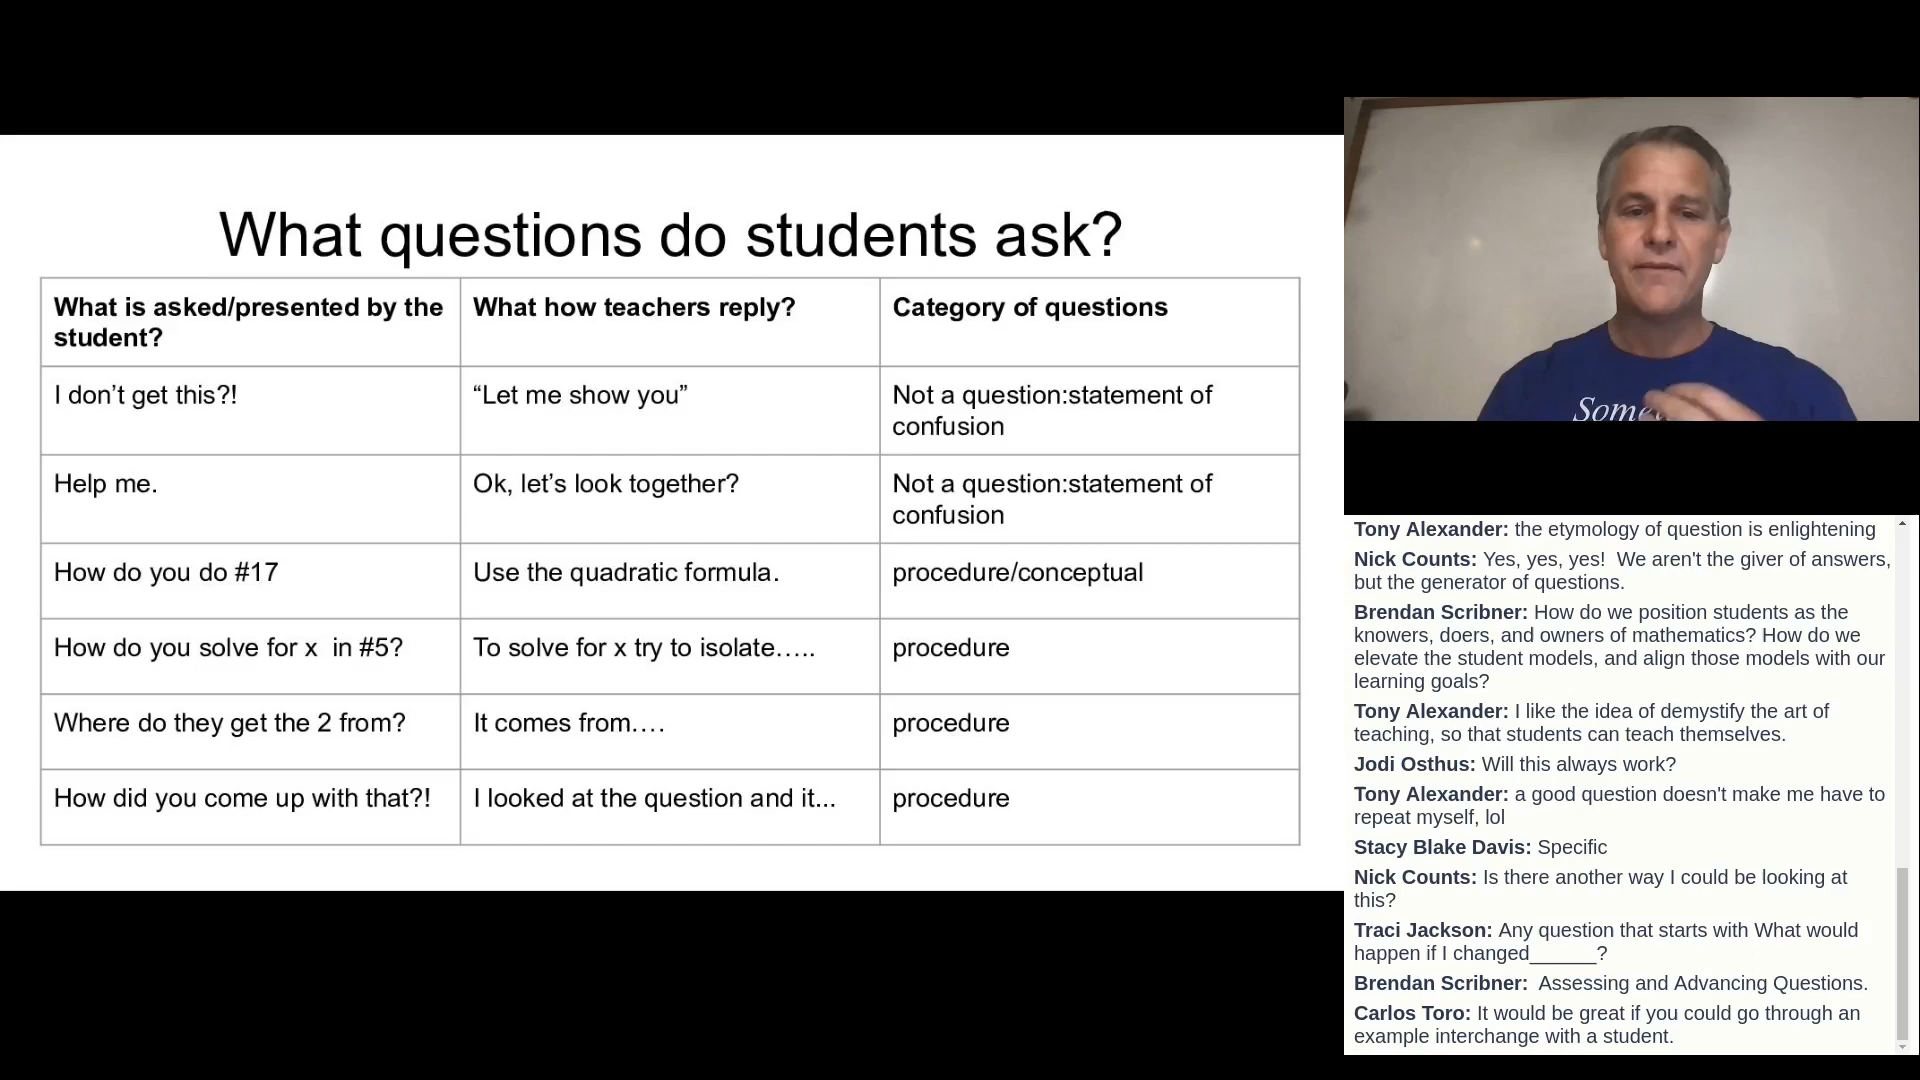 What questions do students ask?
What is asked/presented by the
student?
What how teachers reply?
Category of questions
I don’t get this?!
“Let me show you”
Not a question:statement of
confusion
Help me.
Ok, let’s look together?
Not a question:statement of
confusion
How do you do #17
Use the quadratic formula.
procedure/conceptual
How do you solve for x  in #5?
To solve for x try to isolate…..
procedure
Where do they get the 2 from?
It comes from….
procedure
How did you come up with that?!
I looked at the question and it...
procedure
Tony Alexander: the etymology of question is enlightening
Nick Counts: Yes, yes, yes!  We aren't the giver of answers,
but the generator of questions.
Brendan Scribner: How do we position students as the
knowers, doers, and owners of mathematics? How do we
elevate the student models, and align those models with our
learning goals?
Tony Alexander: I like the idea of demystify the art of
teaching, so that students can teach themselves.
Jodi Osthus: Will this always work?
Tony Alexander: a good question doesn't make me have to
repeat myself, lol
Stacy Blake Davis: Specific
Nick Counts: Is there another way I could be looking at
this?
Traci Jackson: Any question that starts with What would
happen if I changed______?
Brendan Scribner:  Assessing and Advancing Questions.
Carlos Toro: It would be great if you could go through an
example interchange with a student.